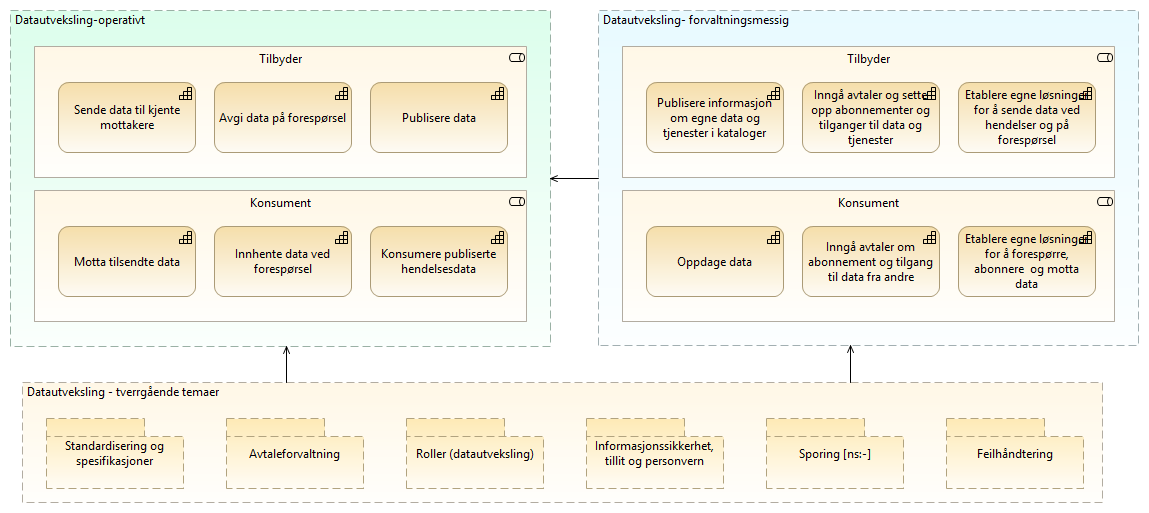 Datautveksling-operativt
Tilbyder
Sende data til kjente
mottakere
Avgi data på forespørsel
Publisere data
Konsument
Motta tilsendte data
Innhente data ved
forespørsel
Konsumere publiserte
hendelsesdata
Datautveksling- forvaltningsmessig
Tilbyder
Publisere informasjon
om egne data og
tjenester i kataloger
Inngå avtaler og sette
opp abonnementer og
tilganger til data og
tjenester
Etablere egne løsninger
for å sende data ved
hendelser og på
forespørsel
Konsument
Oppdage data
Inngå avtaler om
abonnement og tilgang
til data fra andre
Etablere egne løsninger
for å forespørre,
abonnere og motta
data
Datautveksling - tverrgående temaer
Standardisering og
spesifikasjoner
Avtaleforvaltning
Roller (datautveksling)
Informasjonssikkerhet,
tillit og personvern
Sporing [ns:-]
Feilhåndtering